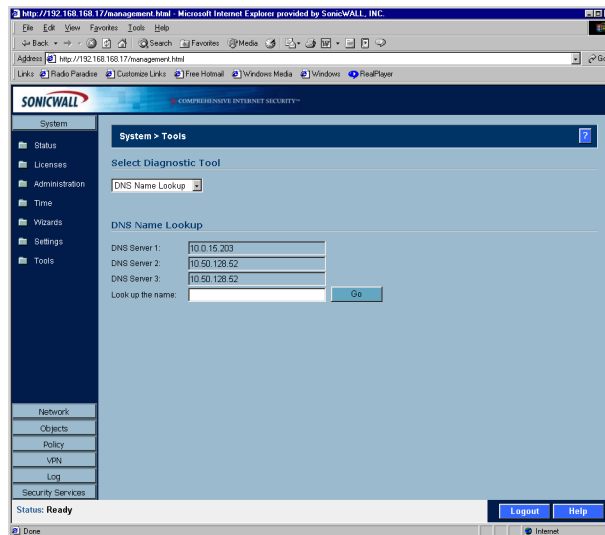 http://192.168.168.17/management.html - Microsoft Internet Explorer provided by SonicWALL, INC.
File Edit View Favorites Tools Help
Back Search Favorites Media
Address http://192.168.168.17/management.html Go
Links Radio Paradise Customize Links Free Hotmail Windows Media Windows RealPlayer
SONICWALL COMPREHENSIVE INTERNET SECURITY™
System
System > Tools ?
Status
Licenses
Administration
Time
Wizards
Settings
Tools
Select Diagnostic Tool
DNS Name Lookup
DNS Name Lookup
DNS Server 1: 10.0.15.203
DNS Server 2: 10.50.128.52
DNS Server 3: 10.50.128.52
Look up the name: Go
Network
Objects
Policy
VPN
Log
Security Services
Status: Ready Logout Help
Done Internet